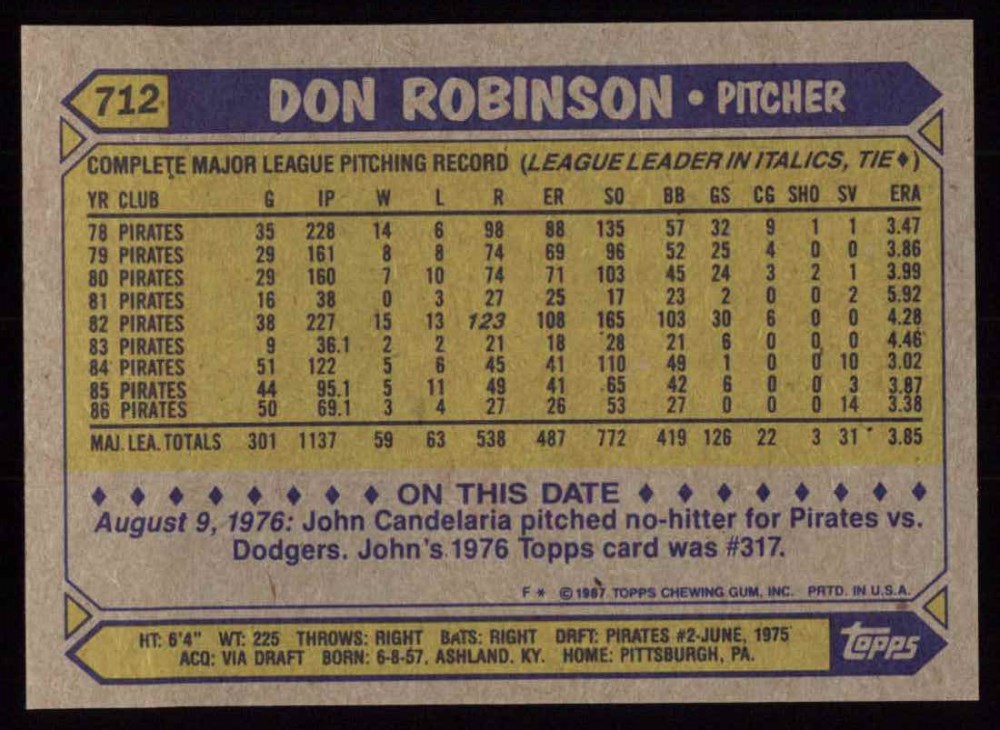 712 DON ROBINSON • PITCHER
COMPLETE MAJOR LEAGUE PITCHING RECORD (LEAGUE LEADER IN ITALICS, TIE♦)
YR CLUB G IP W L R ER SO BB GS CG SHO SV ERA
78 PIRATES 35 228 14 6 98 88 135 57 32 9 1 1 3.47
79 PIRATES 29 161 8 8 74 69 96 52 25 4 0 0 3.86
80 PIRATES 29 160 7 10 74 71 103 45 24 3 2 1 3.99
81 PIRATES 16 38 0 3 27 25 17 23 2 0 0 2 5.92
82 PIRATES 38 227 15 13 123 108 165 103 30 6 0 0 4.28
83 PIRATES 9 36.1 2 2 21 18 28 21 6 0 0 0 4.46
84 PIRATES 51 122 5 6 45 41 110 49 1 0 0 10 3.02
85 PIRATES 44 95.1 5 11 49 41 65 42 6 0 0 3 3.87
86 PIRATES 50 69.1 3 4 27 26 53 27 0 0 0 14 3.38
MAJ. LEA. TOTALS 301 1137 59 63 538 487 772 419 126 22 3 31 3.85
♦ ♦ ♦ ♦ ♦ ♦ ♦ ♦ ON THIS DATE ♦ ♦ ♦ ♦ ♦ ♦ ♦ ♦
August 9, 1976: John Candelaria pitched no-hitter for Pirates vs.
Dodgers. John's 1976 Topps card was #317.
F * © 1987 TOPPS CHEWING GUM, INC. PRTD. IN U.S.A.
HT: 6'4" WT: 225 THROWS: RIGHT BATS: RIGHT DRFT: PIRATES #2-JUNE, 1975
ACQ: VIA DRAFT BORN: 6-8-57, ASHLAND, KY. HOME: PITTSBURGH, PA.
topps